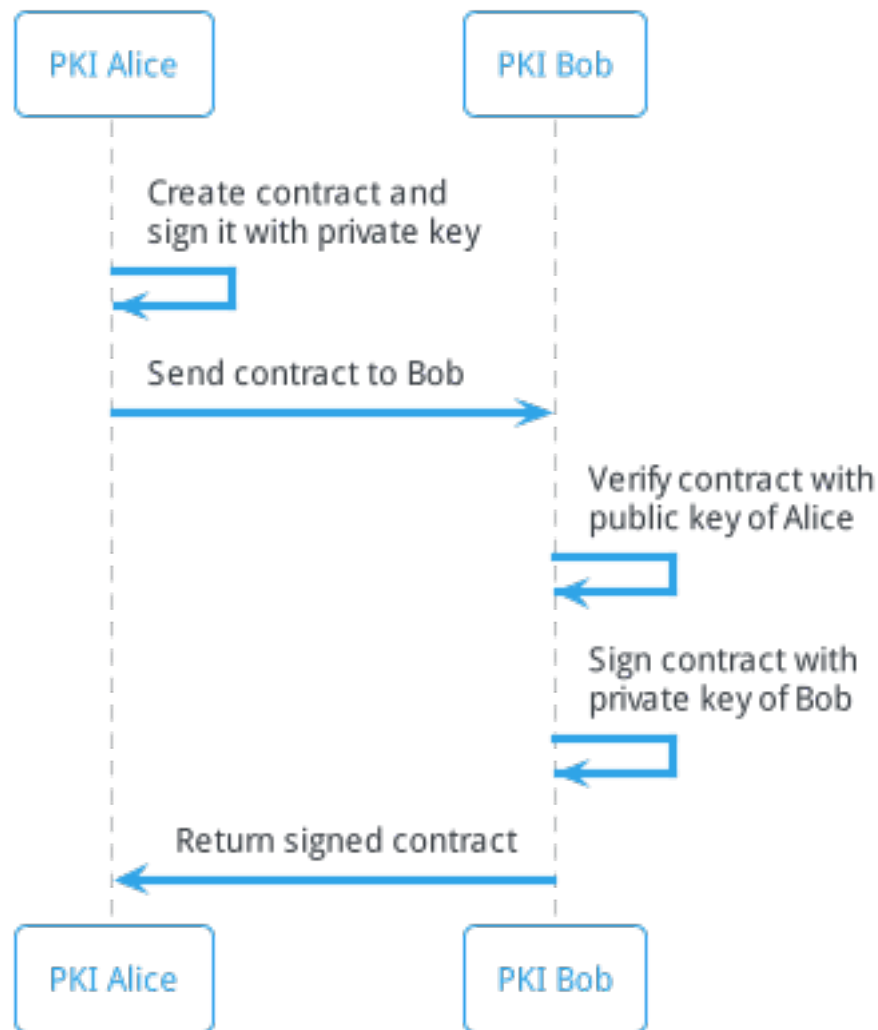 PKI Alice
PKI Bob
Create contract and
sign it with private key
Send contract to Bob
Verify contract with
public key of Alice
Sign contract with
private key of Bob
Return signed contract
PKI Alice
PKI Bob